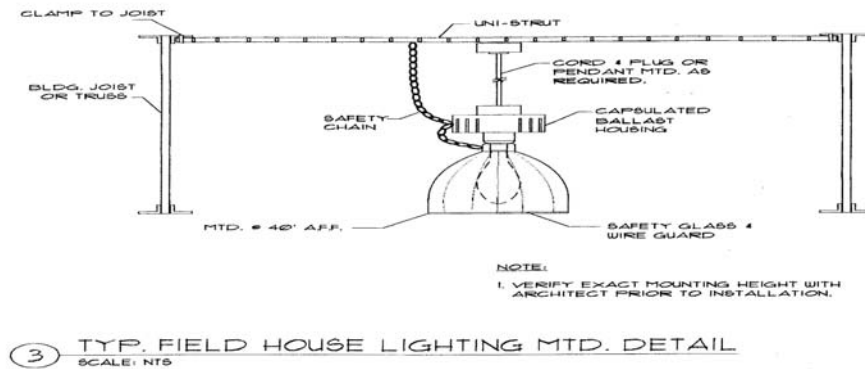 CLAMP TO JOIST
UNI-STRUT
BLDG. JOIST
OR TRUSS
CORD & PLUG OR
PENDANT MTD. AS
REQUIRED.
SAFETY
CHAIN
CAPSULATED
BALLAST
HOUSING
MTD. @ 40' A.F.F.
SAFETY GLASS &
WIRE GUARD
NOTE:
1. VERIFY EXACT MOUNTING HEIGHT WITH
ARCHITECT PRIOR TO INSTALLATION.
3
TYP. FIELD HOUSE LIGHTING MTD. DETAIL
SCALE: NTS